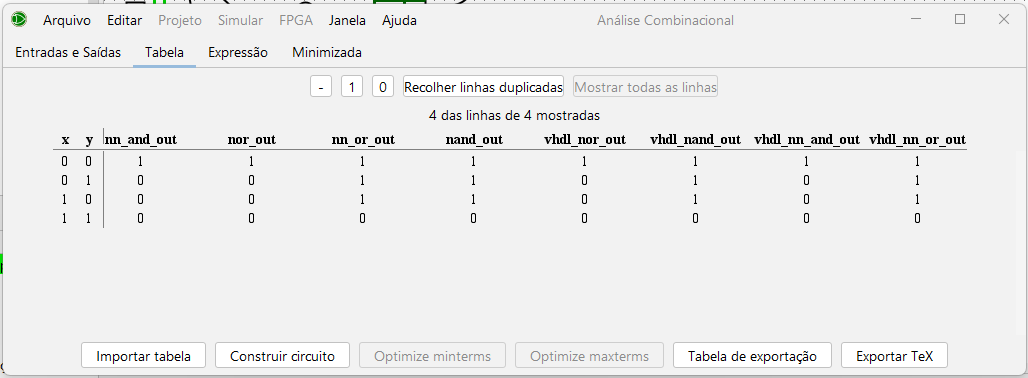 Arquivo Editar Projeto Simular FPGA Janela Ajuda Análise Combinacional
Entradas e Saídas Tabela Expressão Minimizada
- 1 0 Recolher linhas duplicadas Mostrar todas as linhas
4 das linhas de 4 mostradas
x y nn_and_out nor_out nn_or_out nand_out vhdl_nor_out vhdl_nand_out vhdl_nn_and_out vhdl_nn_or_out
0 0 1 1 1 1 1 1 1 1
0 1 0 0 1 1 0 1 0 1
1 0 0 0 1 1 0 1 0 1
1 1 0 0 0 0 0 0 0 0
Importar tabela Construir circuito Optimize minterms Optimize maxterms Tabela de exportação Exportar TeX